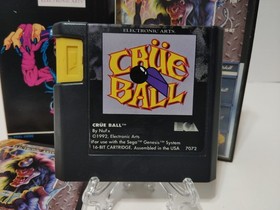 ELECTRONIC ARTS
CRÜE
BALL
CRÜE BALL™
By NuFx
©1992, Electronic Arts.
For use with the Sega™ Genesis™ System
16-BIT CARTRIDGE, Assembled in the USA 7073